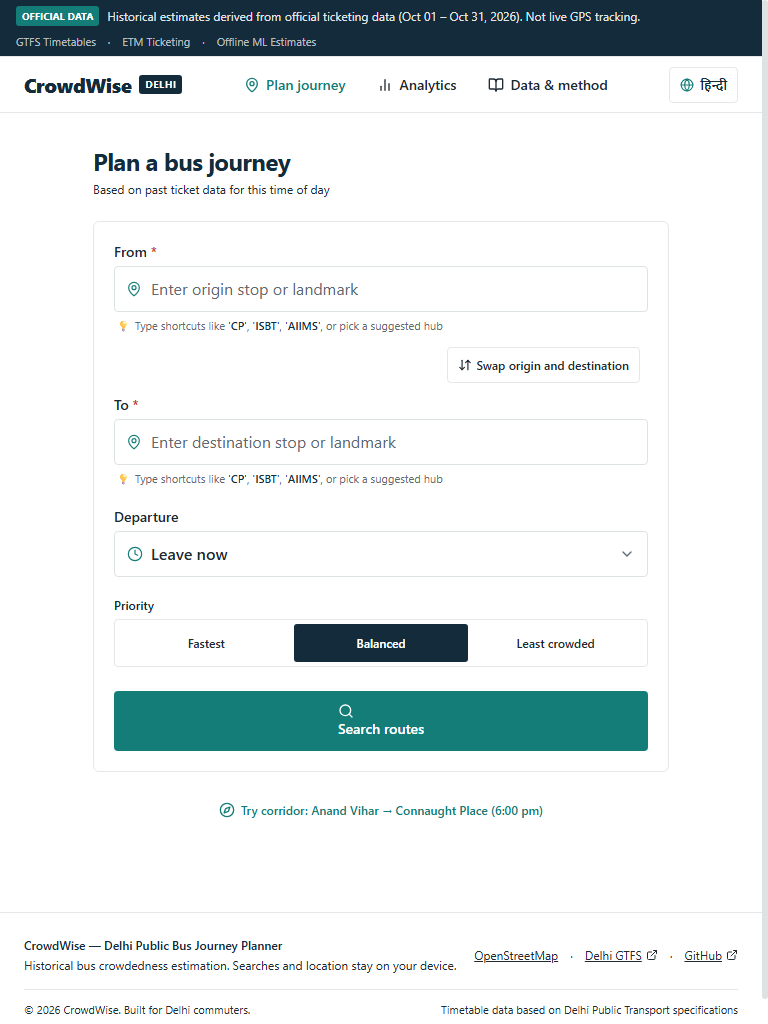 OFFICIAL DATA Historical estimates derived from official ticketing data (Oct 01 – Oct 31, 2026). Not live GPS tracking.
GTFS Timetables · ETM Ticketing · Offline ML Estimates
CrowdWise DELHI Plan journey Analytics Data & method हिन्दी
Plan a bus journey
Based on past ticket data for this time of day
From *
Enter origin stop or landmark
Type shortcuts like 'CP', 'ISBT', 'AIIMS', or pick a suggested hub
Swap origin and destination
To *
Enter destination stop or landmark
Type shortcuts like 'CP', 'ISBT', 'AIIMS', or pick a suggested hub
Departure
Leave now
Priority
Fastest Balanced Least crowded
Search routes
Try corridor: Anand Vihar → Connaught Place (6:00 pm)
CrowdWise — Delhi Public Bus Journey Planner
Historical bus crowdedness estimation. Searches and location stay on your device.
OpenStreetMap · Delhi GTFS · GitHub
© 2026 CrowdWise. Built for Delhi commuters. Timetable data based on Delhi Public Transport specifications